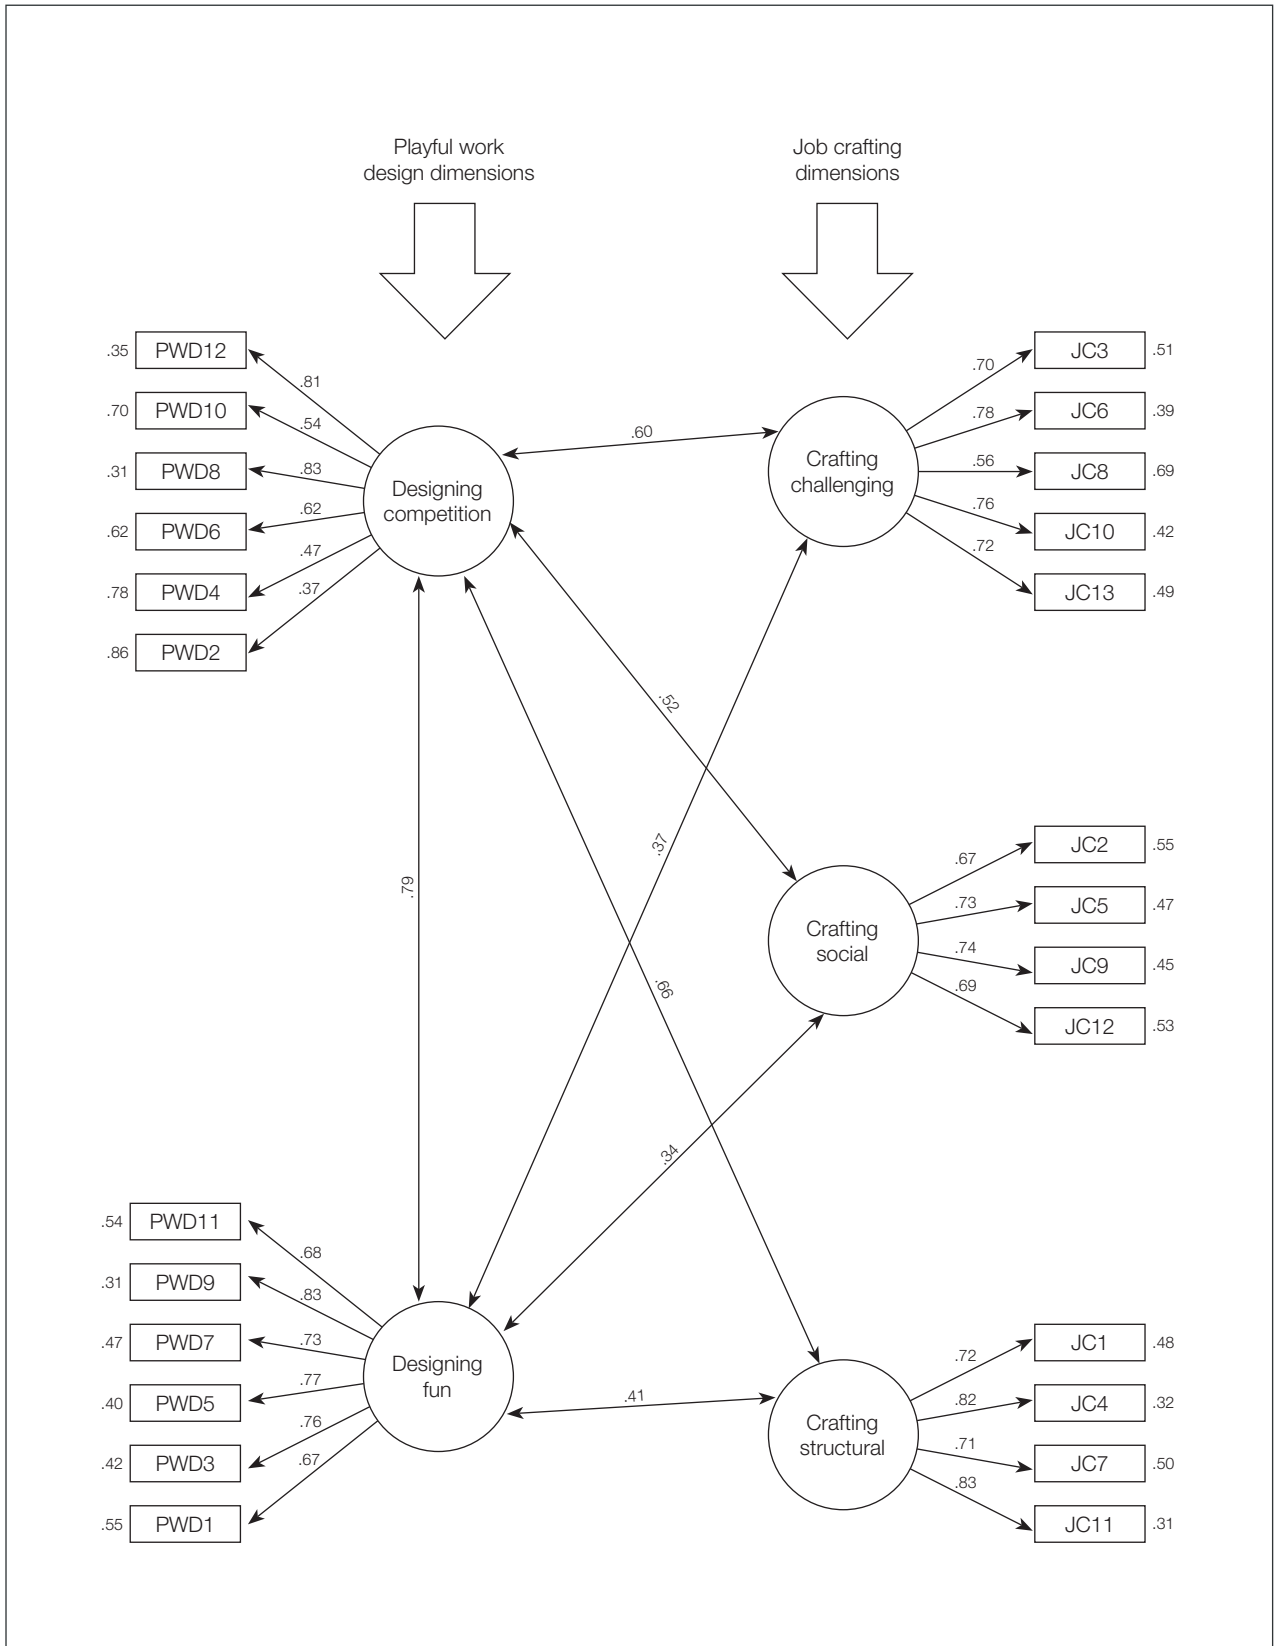 Playful work
design dimensions
Job crafting
dimensions
.35 PWD12
.81
.70 PWD10
.54
.31 PWD8
.83
.62 PWD6
.62
.78 PWD4
.47
.86 PWD2
.37
Designing
competition
.60
Crafting
challenging
.70
JC3 .51
.78
JC6 .39
.56
JC8 .69
.76
JC10 .42
.72
JC13 .49
.52
.37
.79
.66
.34
Crafting
social
.67
JC2 .55
.73
JC5 .47
.74
JC9 .45
.69
JC12 .53
.54 PWD11
.68
.31 PWD9
.83
.47 PWD7
.73
.40 PWD5
.77
.42 PWD3
.76
.55 PWD1
.67
Designing
fun
.41
Crafting
structural
.72
JC1 .48
.82
JC4 .32
.71
JC7 .50
.83
JC11 .31